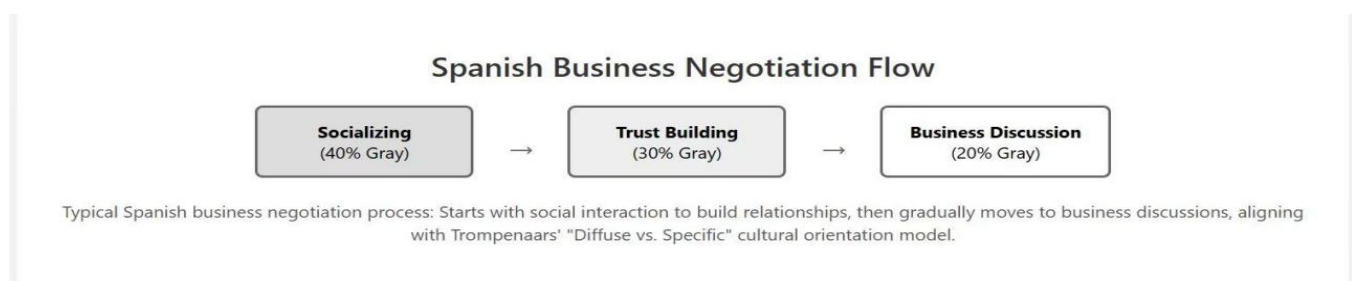 Spanish Business Negotiation Flow
Socializing
(40% Gray)
→
Trust Building
(30% Gray)
→
Business Discussion
(20% Gray)
Typical Spanish business negotiation process: Starts with social interaction to build relationships, then gradually moves to business discussions, aligning
with Trompenaars' "Diffuse vs. Specific" cultural orientation model.